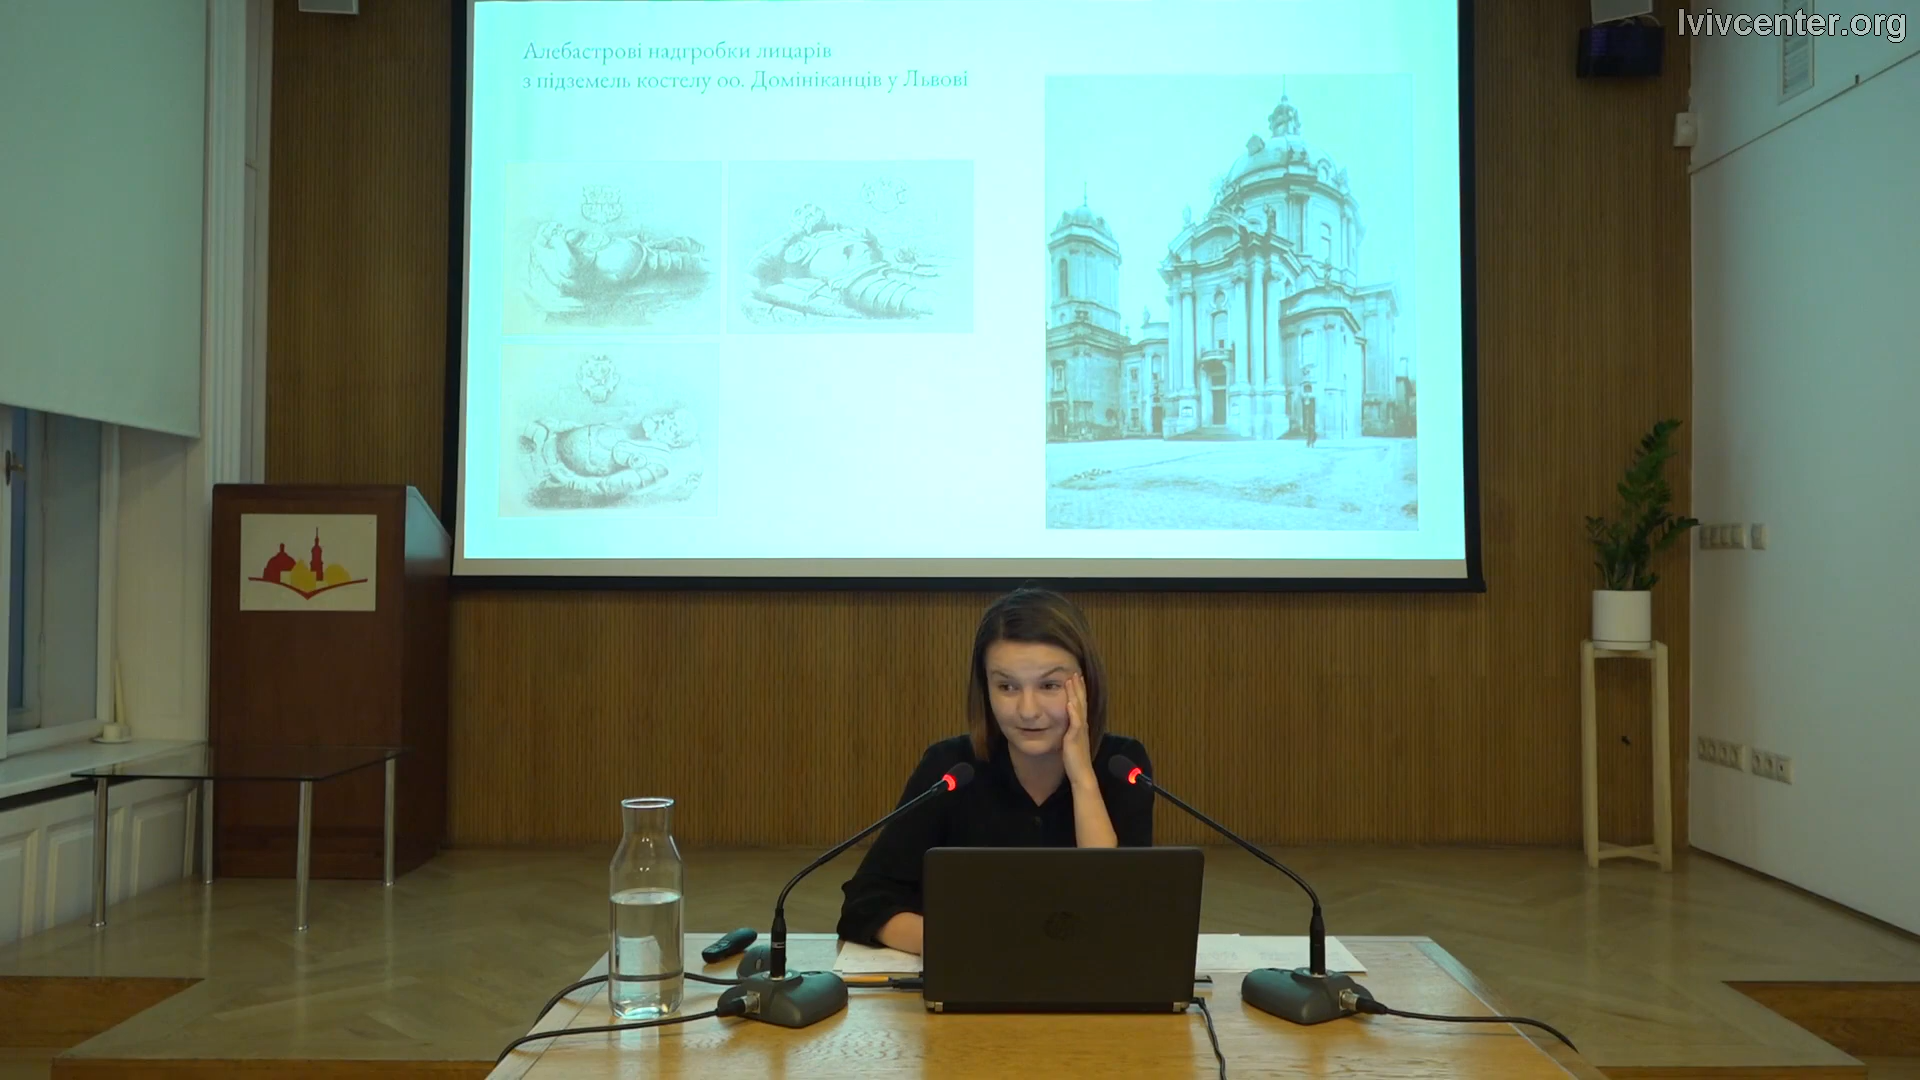 lvivcenter.org
Алебастрові надгробки лицарів
з підземель костелу оо. Домініканців у Львові